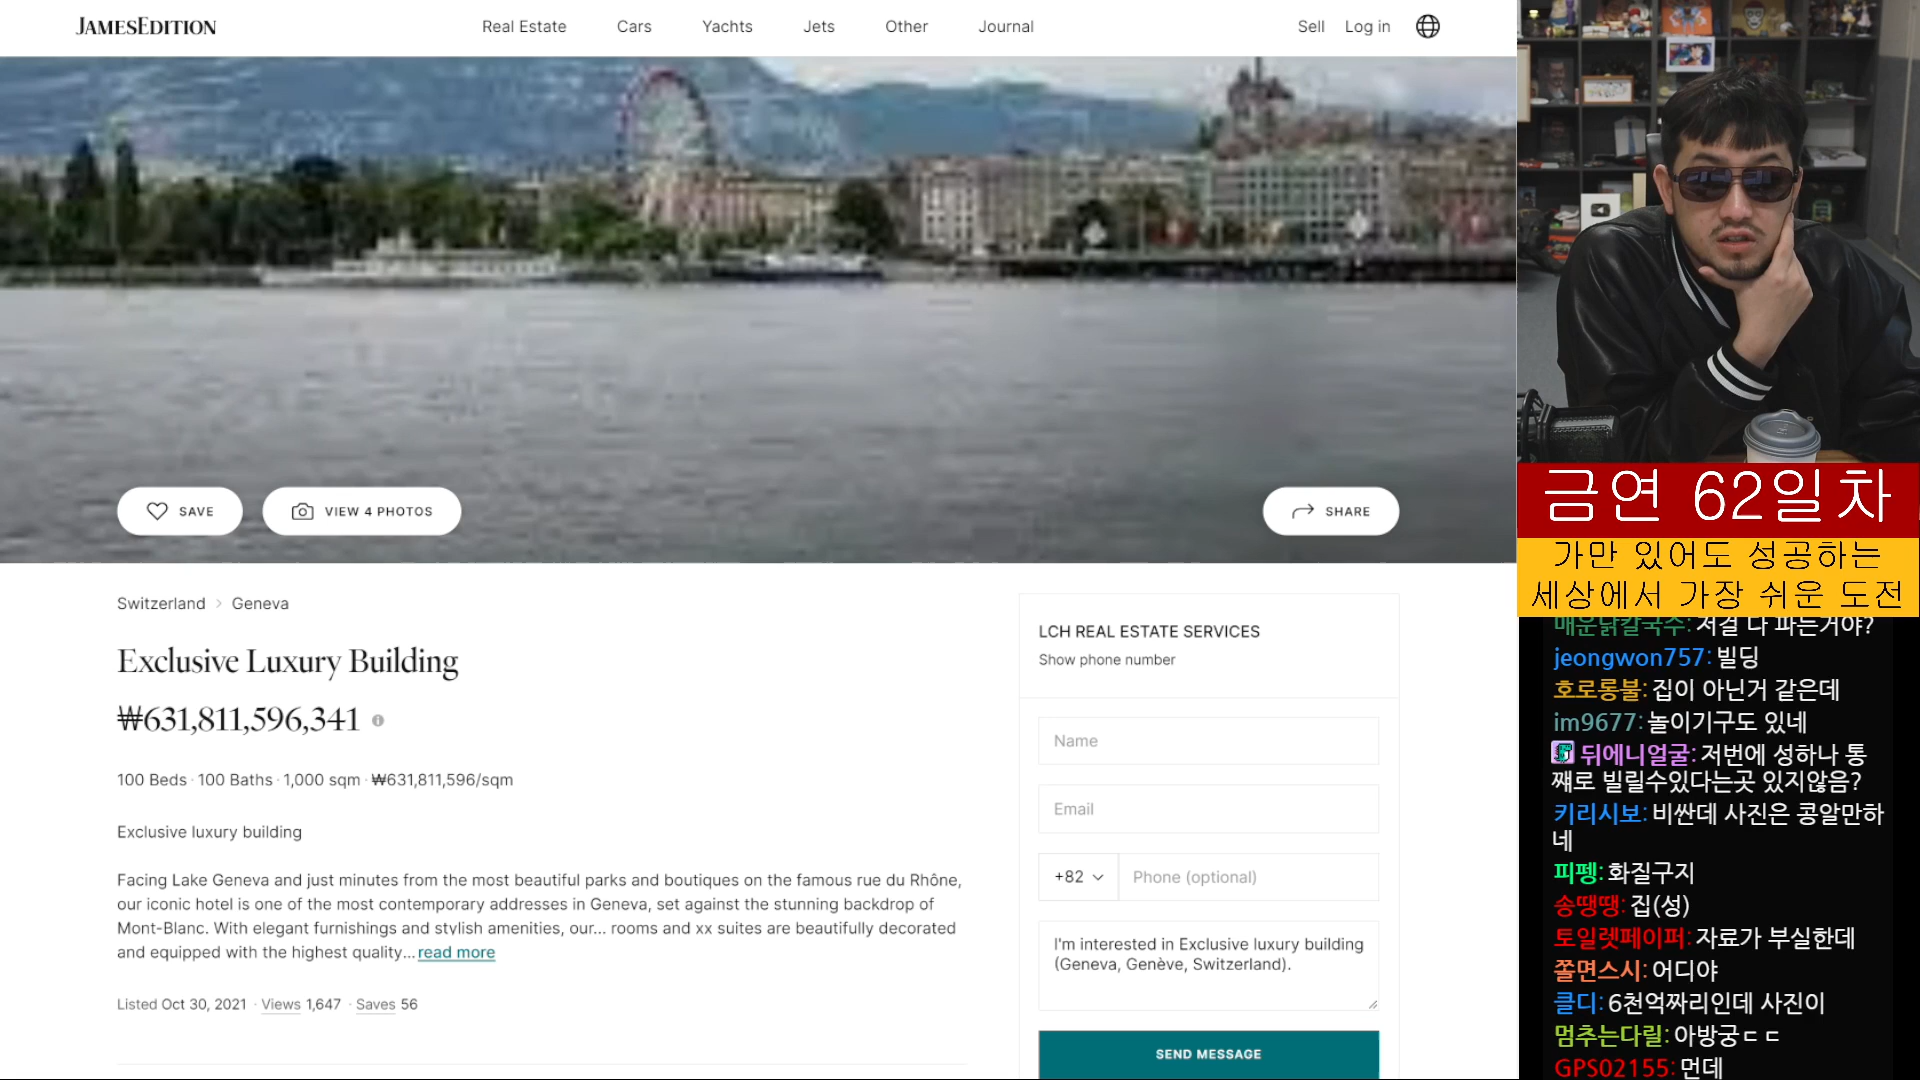 JAMESEDITION
Real Estate
Cars
Yachts
Jets
Other
Journal
Sell
Log in
SAVE
VIEW 4 PHOTOS
SHARE
Switzerland > Geneva
Exclusive Luxury Building
₩631,811,596,341
100 Beds · 100 Baths · 1,000 sqm · ₩631,811,596/sqm
Exclusive luxury building
Facing Lake Geneva and just minutes from the most beautiful parks and boutiques on the famous rue du Rhône,
our iconic hotel is one of the most contemporary addresses in Geneva, set against the stunning backdrop of
Mont-Blanc. With elegant furnishings and stylish amenities, our... rooms and xx suites are beautifully decorated
and equipped with the highest quality... read more
Listed Oct 30, 2021 · Views 1,647 · Saves 56
LCH REAL ESTATE SERVICES
Show phone number
Name
Email
+82
Phone (optional)
I'm interested in Exclusive luxury building
(Geneva, Genève, Switzerland).
SEND MESSAGE
금연 62일차
가만 있어도 성공하는
세상에서 가장 쉬운 도전
매운닭칼국수: 저걸 다 파는거야?
jeongwon757: 빌딩
호로롱불: 집이 아닌거 같은데
im9677: 놀이기구도 있네
뒤에니얼굴: 저번에 성하나 통
째로 빌릴수있다는곳 있지않음?
키리시보: 비싼데 사진은 콩알만하
네
피펭: 화질구지
송땡땡: 집(성)
토일렛페이퍼: 자료가 부실한데
쫄면스시: 어디야
클디: 6천억짜리인데 사진이
멈추는다릴: 아방궁ㄷㄷ
GPS02155: 먼데